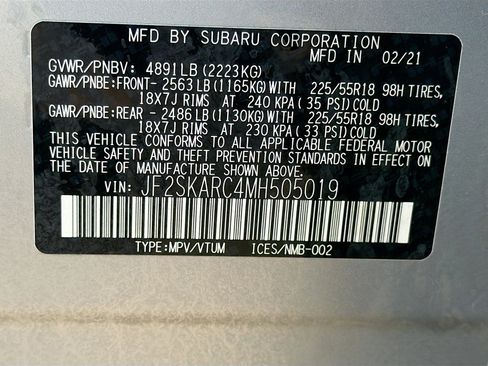 MFD BY SUBARU CORPORATION
MFD IN 02/21
GVWR/PNBV: 4891LB (2223KG)
GAWR/PNBE:FRONT- 2563LB (1165KG)WITH 225/55R18 98H TIRES,
18X7J RIMS AT 240 KPA (35 PSI)COLD
GAWR/PNBE:REAR - 2486LB (1130KG)WITH 225/55R18 98H TIRES,
18X7J RIMS AT 230 KPA (33 PSI)COLD
THIS VEHICLE CONFORMS TO ALL APPLICABLE FEDERAL MOTOR
VEHICLE SAFETY AND THEFT PREVENTION STANDARDS IN EFFECT ON
THE DATE OF MANUFACTURE SHOWN ABOVE.
VIN: JF2SKARC4MH505019
TYPE:MPV/VTUM ICES/NMB-002